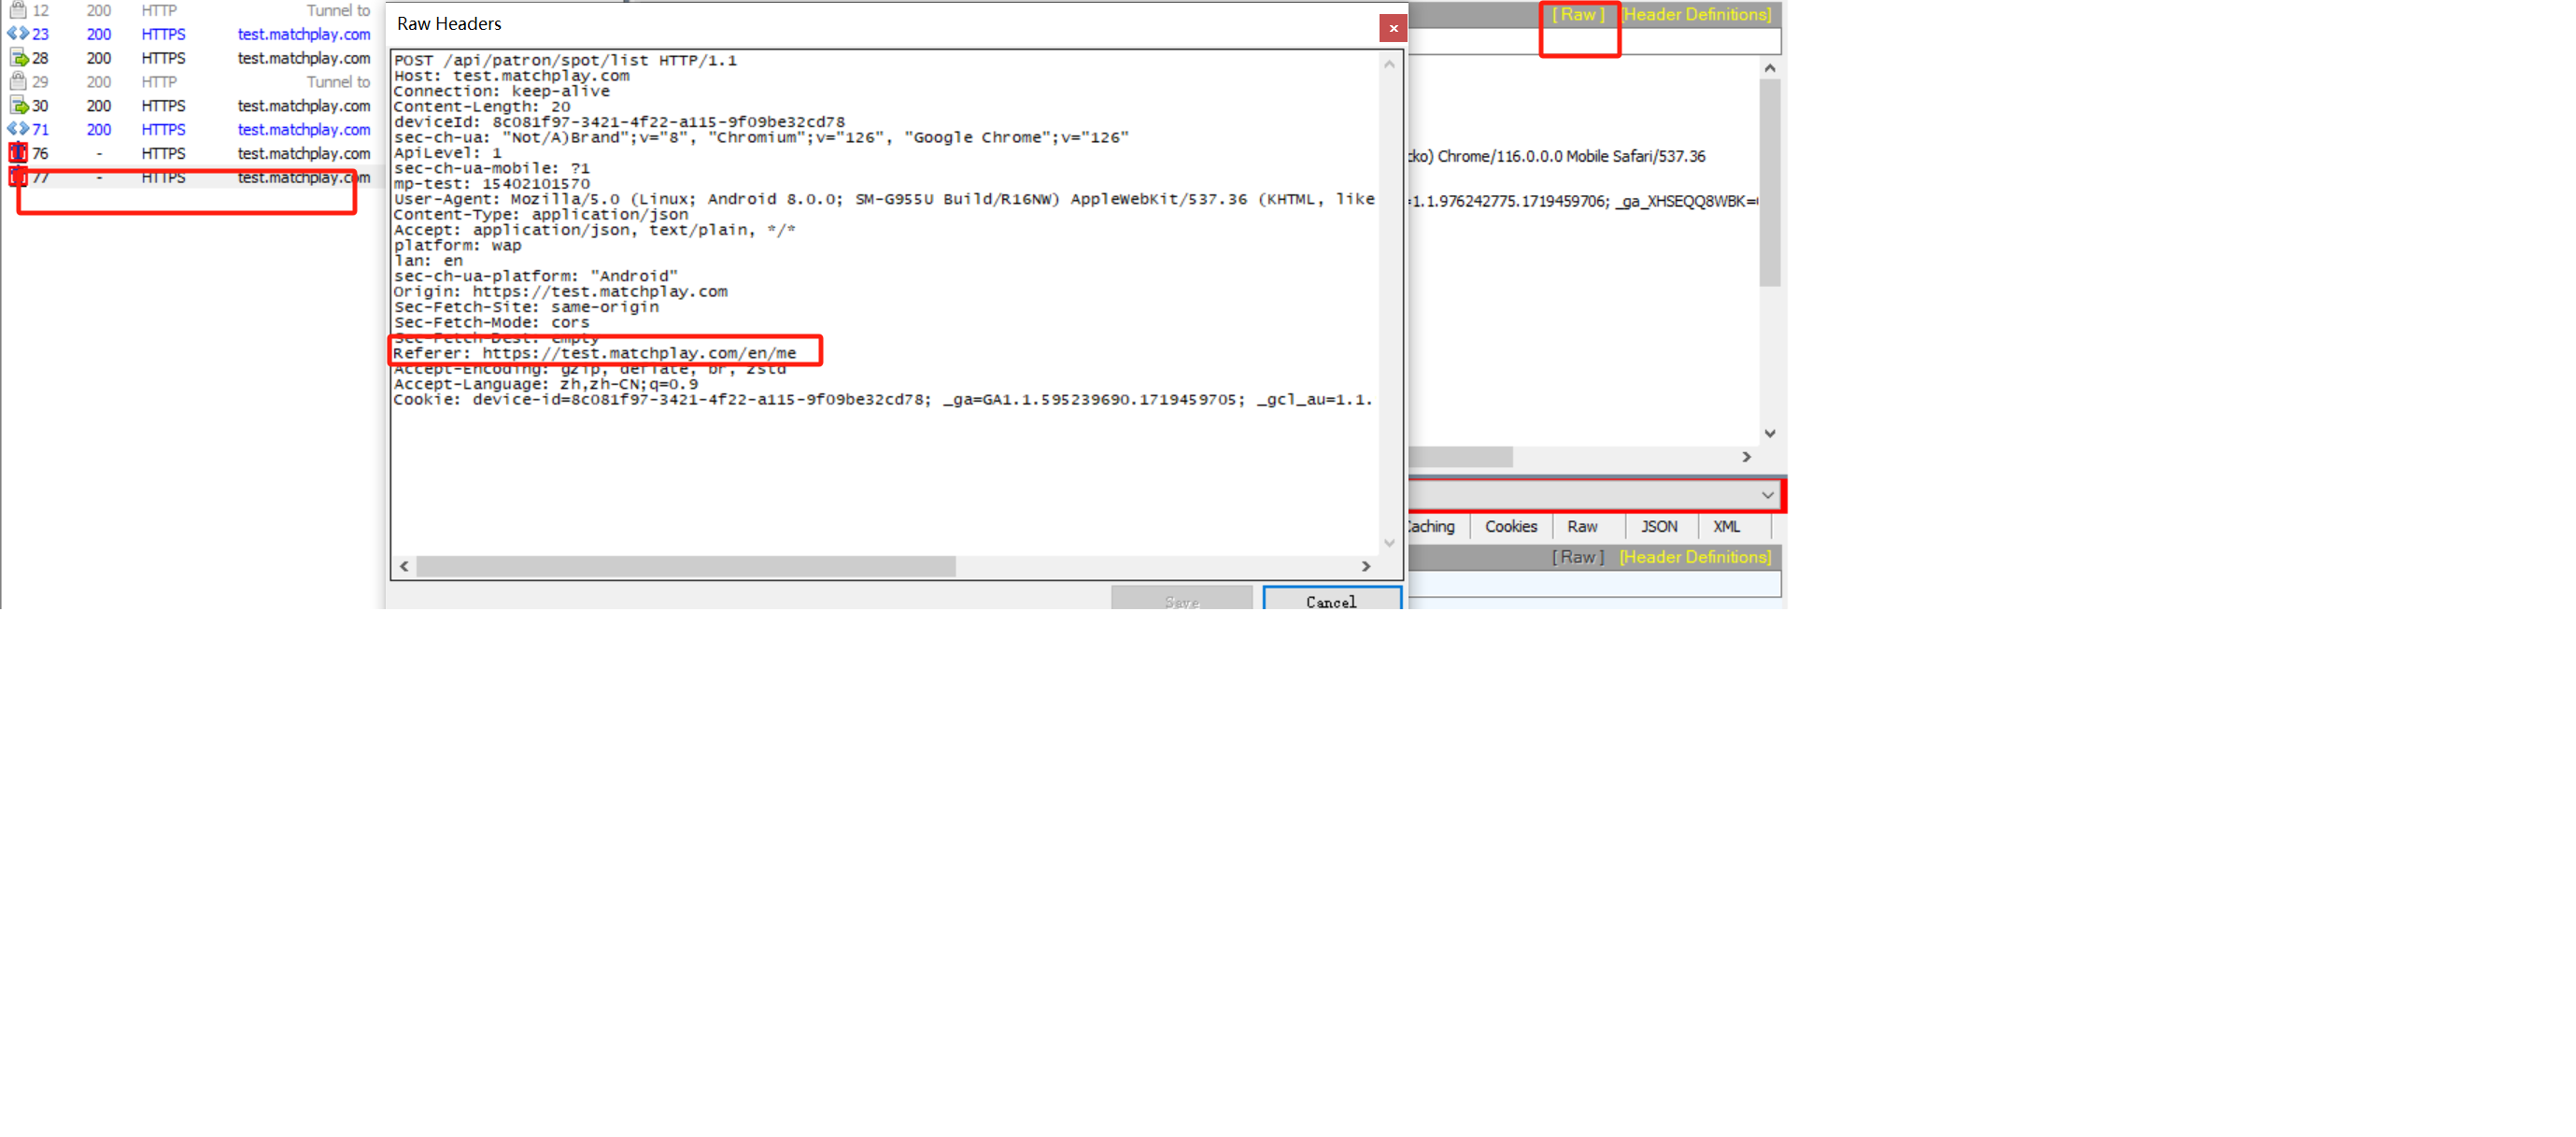 12 200 HTTP Tunnel to
23 200 HTTPS test.matchplay.com
28 200 HTTPS test.matchplay.com
29 200 HTTP Tunnel to
30 200 HTTPS test.matchplay.com
71 200 HTTPS test.matchplay.com
76 - HTTPS test.matchplay.com
77 - HTTPS test.matchplay.com
Raw Headers
POST /api/patron/spot/list HTTP/1.1
Host: test.matchplay.com
Connection: keep-alive
Content-Length: 20
deviceId: 8c081f97-3421-4f22-a115-9f09be32cd78
sec-ch-ua: "Not/A)Brand";v="8", "Chromium";v="126", "Google Chrome";v="126"
ApiLevel: 1
sec-ch-ua-mobile: ?1
mp-test: 15402101570
User-Agent: Mozilla/5.0 (Linux; Android 8.0.0; SM-G955U Build/R16NW) AppleWebKit/537.36 (KHTML, like
Content-Type: application/json
Accept: application/json, text/plain, */*
platform: wap
lan: en
sec-ch-ua-platform: "Android"
Origin: https://test.matchplay.com
Sec-Fetch-Site: same-origin
Sec-Fetch-Mode: cors
Sec-Fetch-Dest: empty
Referer: https://test.matchplay.com/en/me
Accept-Encoding: gzip, deflate, br, zstd
Accept-Language: zh,zh-CN;q=0.9
Cookie: device-id=8c081f97-3421-4f22-a115-9f09be32cd78; _ga=GA1.1.595239690.1719459705; _gcl_au=1.1.
Save Cancel
[ Raw ] [Header Definitions]
cko) Chrome/116.0.0.0 Mobile Safari/537.36
=1.1.976242775.1719459706; _ga_XHSEQQ8WBK=
Caching Cookies Raw JSON XML
[ Raw ] [Header Definitions]